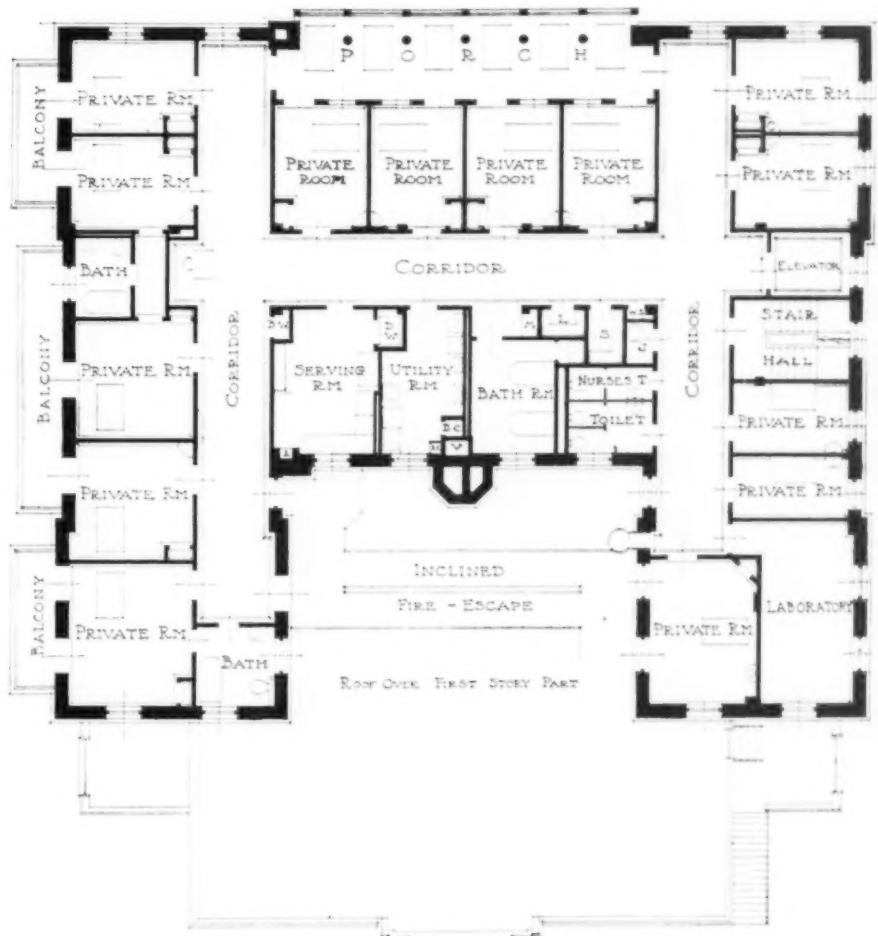 PORCH
PRIVATE RM
PRIVATE RM
BALCONY
PRIVATE ROOM
PRIVATE ROOM
PRIVATE ROOM
PRIVATE ROOM
PRIVATE RM
PRIVATE RM
BATH
CORRIDOR
ELEVATOR
STAIR
HALL
BALCONY
PRIVATE RM
CORRIDOR
SERVING
RM
UTILITY
RM
BATH RM
L
S
NURSES T
TOILET
CORRIDOR
PRIVATE RM
PRIVATE RM
PRIVATE RM
BC
V
BALCONY
PRIVATE RM
BATH
INCLINED
FIRE-ESCAPE
ROOF OVER FIRST STORY PART
PRIVATE RM
LABORATORY